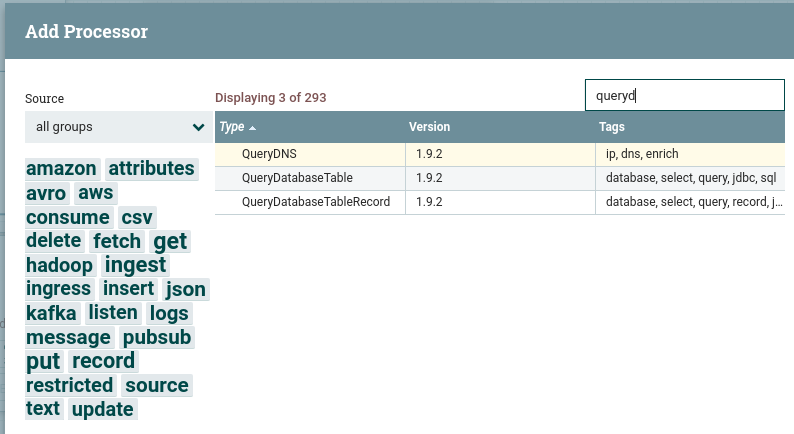 Add Processor
Source
Displaying 3 of 293
queryd
all groups
Type Version Tags
QueryDNS 1.9.2 ip, dns, enrich
QueryDatabaseTable 1.9.2 database, select, query, jdbc, sql
QueryDatabaseTableRecord 1.9.2 database, select, query, record, j...
amazon attributes
avro aws
consume csv
delete fetch get
hadoop ingest
ingress insert json
kafka listen logs
message pubsub
put record
restricted source
text update